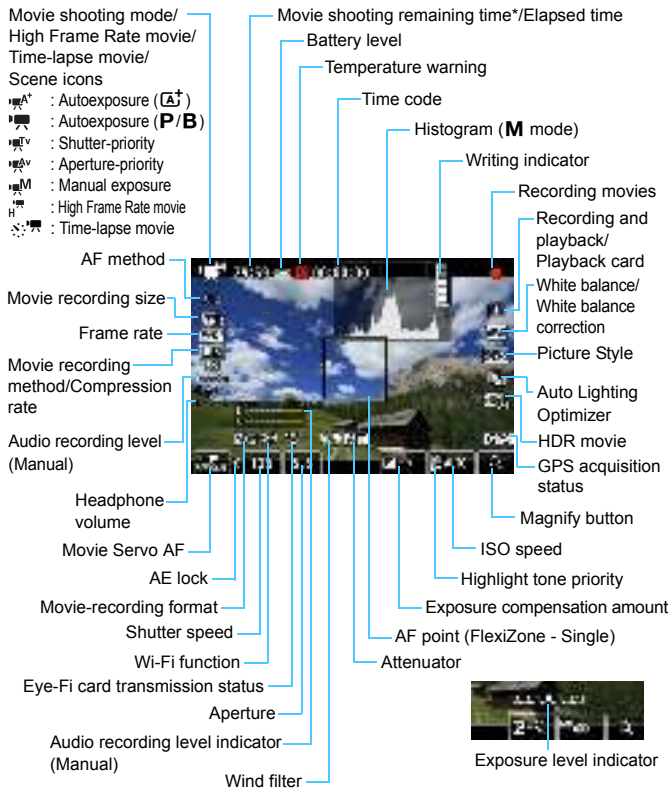 Movie shooting mode/
High Frame Rate movie/
Time-lapse movie/
Scene icons
A+ : Autoexposure (A+)
: Autoexposure (P/B)
Tv : Shutter-priority
Av : Aperture-priority
M : Manual exposure
H : High Frame Rate movie
: Time-lapse movie
Movie shooting remaining time*/Elapsed time
Battery level
Temperature warning
Time code
Histogram (M mode)
Writing indicator
Recording movies
Recording and
playback/
Playback card
White balance/
White balance
correction
Picture Style
Auto Lighting
Optimizer
HDR movie
GPS acquisition
status
Magnify button
ISO speed
Highlight tone priority
Exposure compensation amount
AF point (FlexiZone - Single)
Attenuator
AF method
Movie recording size
Frame rate
Movie recording
method/Compression
rate
Audio recording level
(Manual)
Headphone
volume
Movie Servo AF
AE lock
Movie-recording format
Shutter speed
Wi-Fi function
Eye-Fi card transmission status
Aperture
Audio recording level indicator
(Manual)
Wind filter
Exposure level indicator